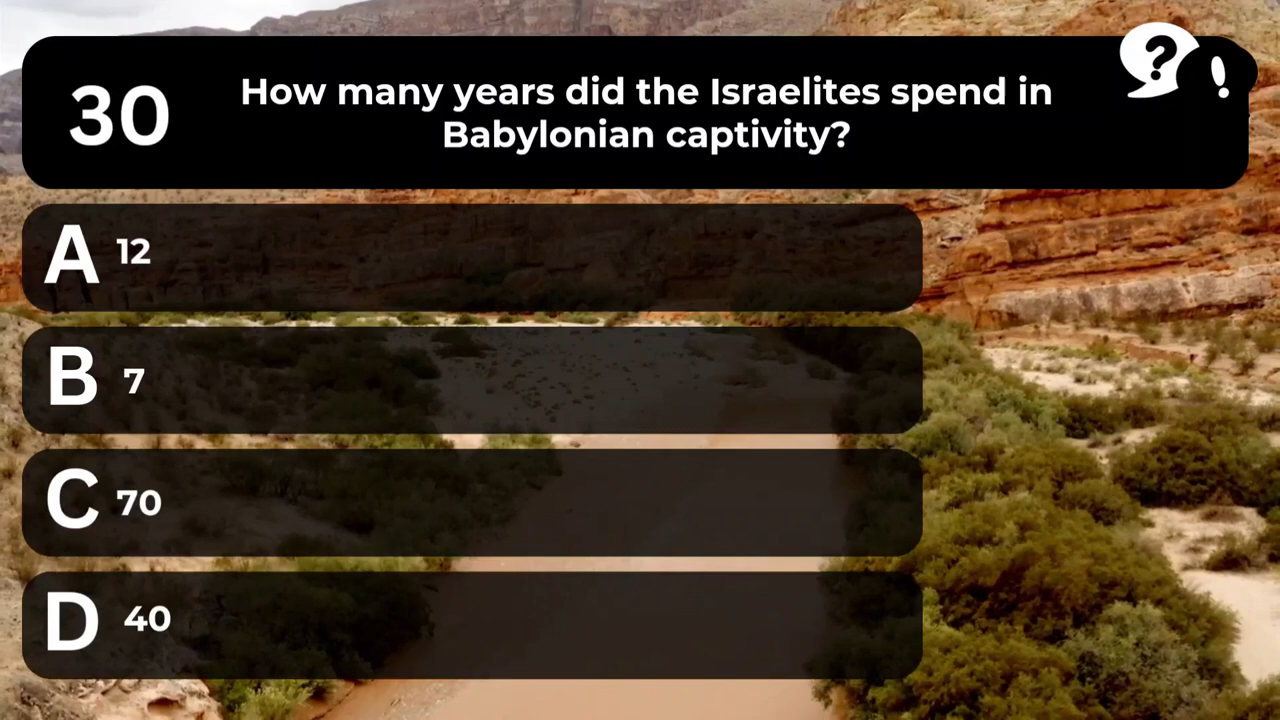 30
How many years did the Israelites spend in
Babylonian captivity?
? !
A 12
B 7
C 70
D 40